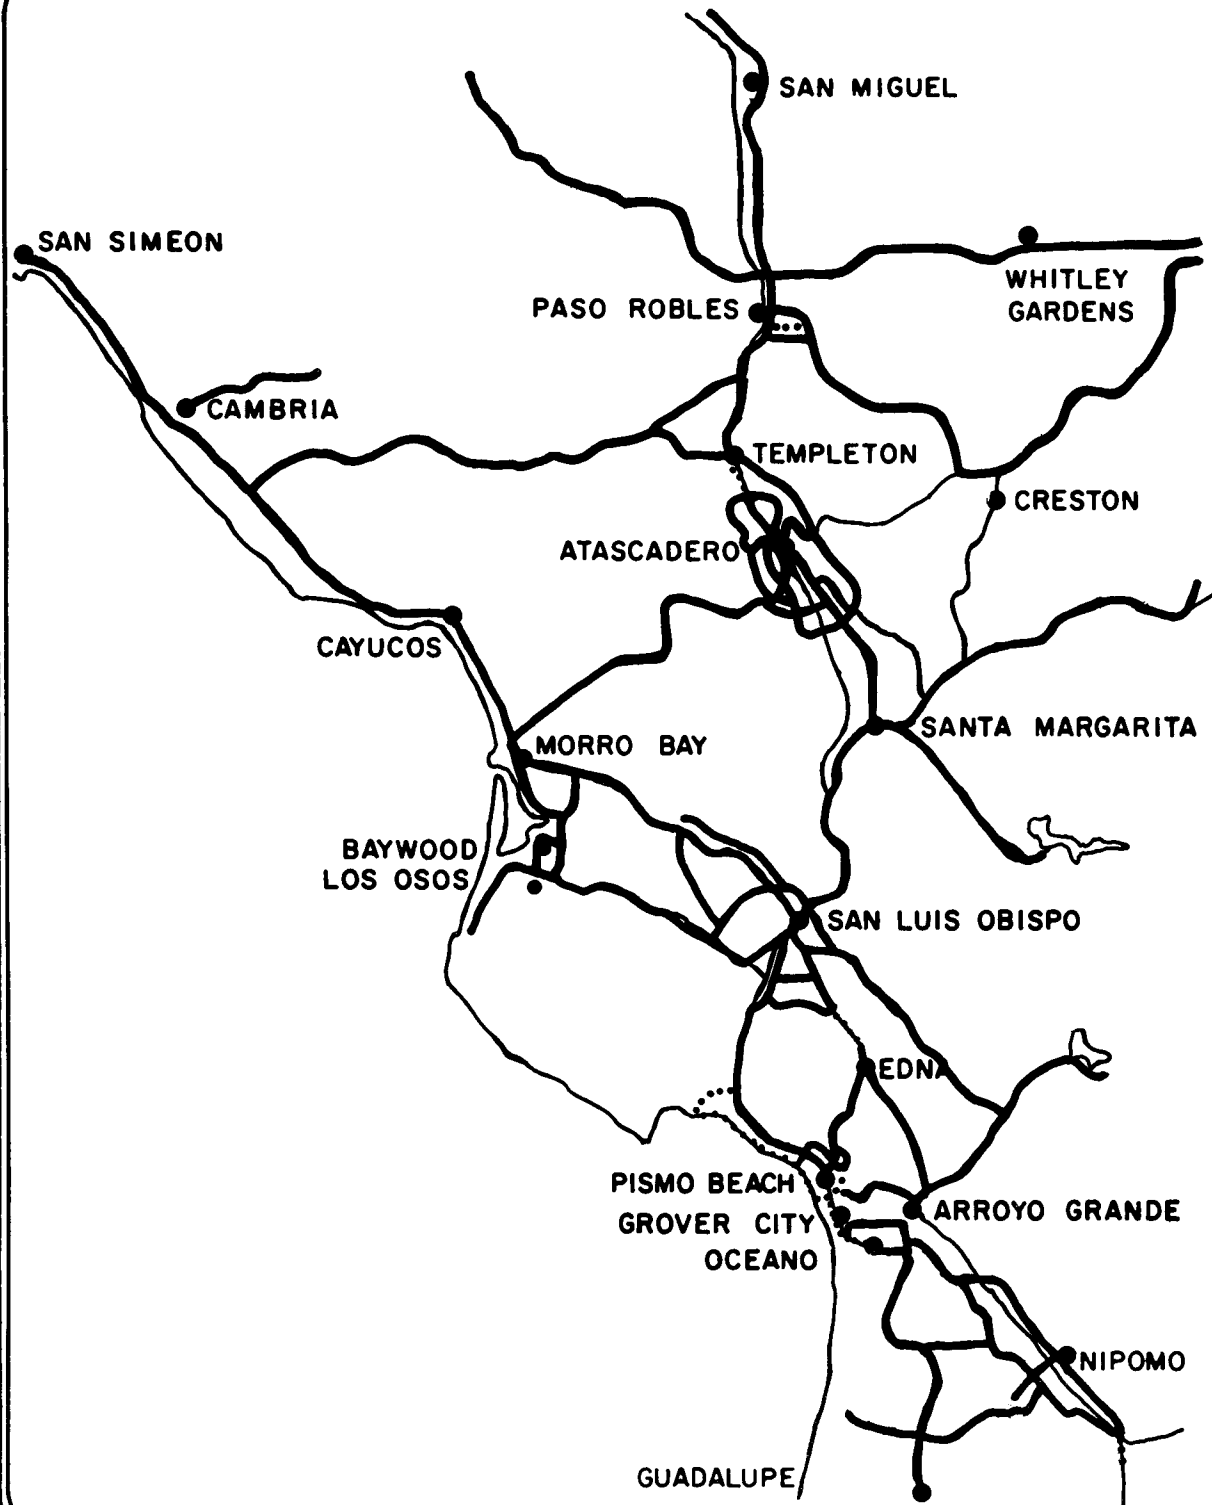 SAN MIGUEL
SAN SIMEON
WHITLEY
GARDENS
PASO ROBLES
CAMBRIA
TEMPLETON
CRESTON
ATASCADERO
CAYUCOS
SANTA MARGARITA
MORRO BAY
BAYWOOD
LOS OSOS
SAN LUIS OBISPO
EDNA
PISMO BEACH
ARROYO GRANDE
GROVER CITY
OCEANO
NIPOMO
GUADALUPE